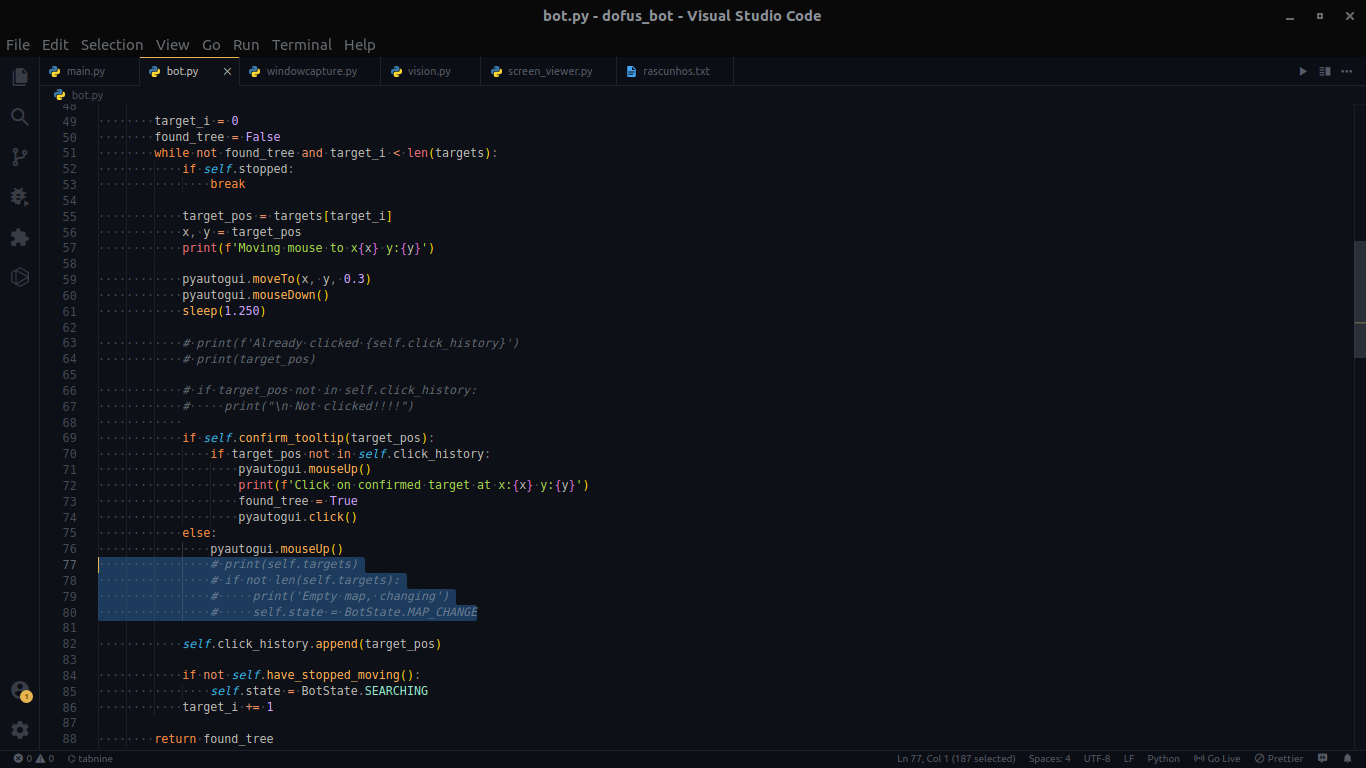 bot.py - dofus_bot - Visual Studio Code
File Edit Selection View Go Run Terminal Help
main.py bot.py windowcapture.py vision.py screen_viewer.py rascunhos.txt
bot.py
48
49 target_i = 0
50 found_tree = False
51 while not found_tree and target_i < len(targets):
52 if self.stopped:
53 break
54
55 target_pos = targets[target_i]
56 x, y = target_pos
57 print(f'Moving mouse to x{x} y:{y}')
58
59 pyautogui.moveTo(x, y, 0.3)
60 pyautogui.mouseDown()
61 sleep(1.250)
62
63 # print(f'Already clicked {self.click_history}')
64 # print(target_pos)
65
66 # if target_pos not in self.click_history:
67 #     print("\n Not clicked!!!!")
68
69 if self.confirm_tooltip(target_pos):
70 if target_pos not in self.click_history:
71 pyautogui.mouseUp()
72 print(f'Click on confirmed target at x:{x} y:{y}')
73 found_tree = True
74 pyautogui.click()
75 else:
76 pyautogui.mouseUp()
77 # print(self.targets)
78 # if not len(self.targets):
79 #     print('Empty map, changing')
80 #     self.state = BotState.MAP_CHANGE
81
82 self.click_history.append(target_pos)
83
84 if not self.have_stopped_moving():
85 self.state = BotState.SEARCHING
86 target_i += 1
87
88 return found_tree
1
0 0 tabnine Ln 77, Col 1 (187 selected) Spaces: 4 UTF-8 LF Python Go Live Prettier